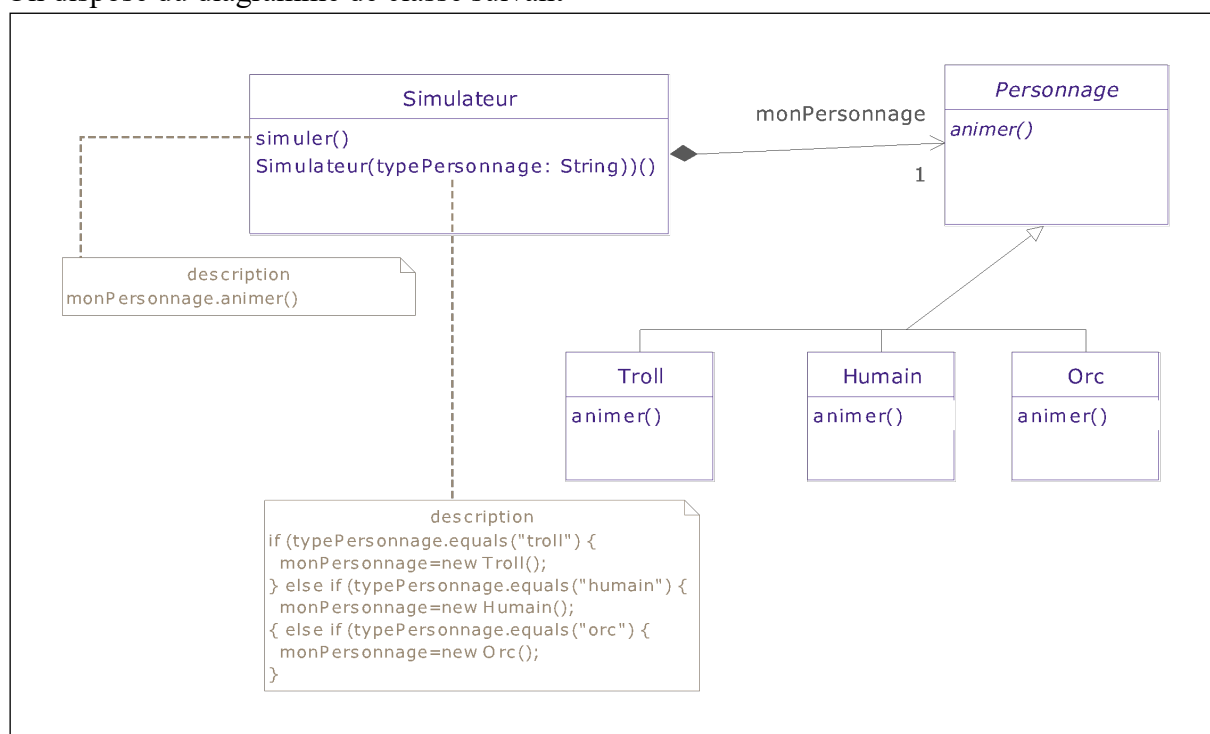 Simulateur
simuler()
Simulateur(typePersonnage: String))()
monPersonnage
1
Personnage
animer()
description
monPersonnage.animer()
Troll
animer()
Humain
animer()
Orc
animer()
description
if (typePersonnage.equals("troll") {
monPersonnage=new Troll();
} else if (typePersonnage.equals("humain") {
monPersonnage=new Humain();
{ else if (typePersonnage.equals("orc") {
monPersonnage=new Orc();
}